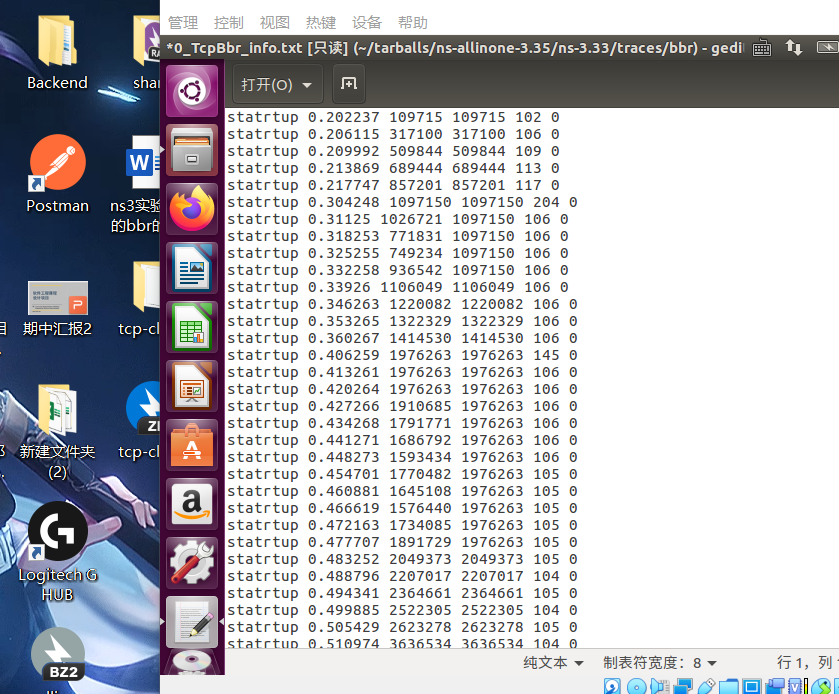 管理 控制 视图 热键 设备 帮助
*0_TcpBbr_info.txt [只读] (~/tarballs/ns-allinone-3.35/ns-3.33/traces/bbr) - gedi
打开(O)
statrtup 0.202237 109715 109715 102 0
statrtup 0.206115 317100 317100 106 0
statrtup 0.209992 509844 509844 109 0
statrtup 0.213869 689444 689444 113 0
statrtup 0.217747 857201 857201 117 0
statrtup 0.304248 1097150 1097150 204 0
statrtup 0.31125 1026721 1097150 106 0
statrtup 0.318253 771831 1097150 106 0
statrtup 0.325255 749234 1097150 106 0
statrtup 0.332258 936542 1097150 106 0
statrtup 0.33926 1106049 1106049 106 0
statrtup 0.346263 1220082 1220082 106 0
statrtup 0.353265 1322329 1322329 106 0
statrtup 0.360267 1414530 1414530 106 0
statrtup 0.406259 1976263 1976263 145 0
statrtup 0.413261 1976263 1976263 106 0
statrtup 0.420264 1976263 1976263 106 0
statrtup 0.427266 1910685 1976263 106 0
statrtup 0.434268 1791771 1976263 106 0
statrtup 0.441271 1686792 1976263 106 0
statrtup 0.448273 1593434 1976263 106 0
statrtup 0.454701 1770482 1976263 105 0
statrtup 0.460881 1645108 1976263 105 0
statrtup 0.466619 1576440 1976263 105 0
statrtup 0.472163 1734085 1976263 105 0
statrtup 0.477707 1891729 1976263 105 0
statrtup 0.483252 2049373 2049373 105 0
statrtup 0.488796 2207017 2207017 104 0
statrtup 0.494341 2364661 2364661 105 0
statrtup 0.499885 2522305 2522305 104 0
statrtup 0.505429 2623278 2623278 105 0
statrtup 0.510974 3636534 3636534 104 0
纯文本 制表符宽度：8 行 1，列
Backend
shar
Postman
ns3实验
的bbr的
期中汇报2
tcp-cl
新建文件夹
(2)
tcp-cl
Logitech G
HUB
BZ2